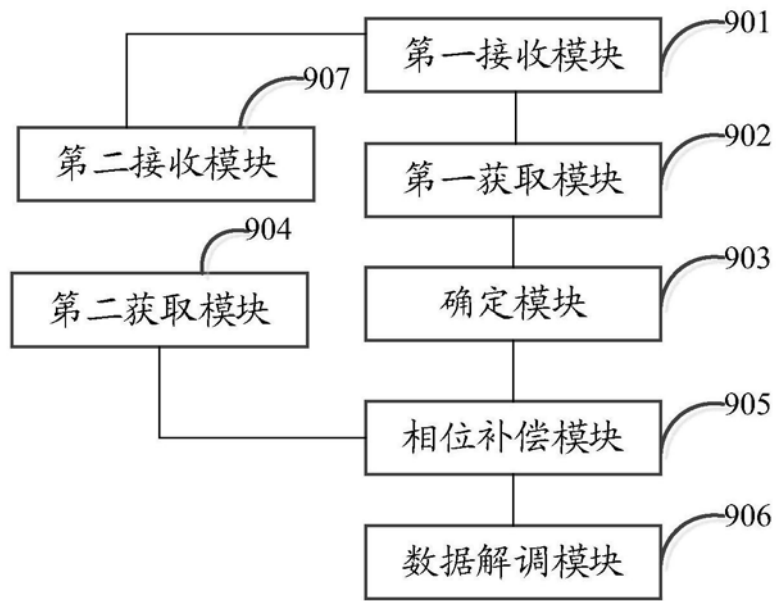 901
第一接收模块
907
第二接收模块
902
第一获取模块
904
第二获取模块
903
确定模块
905
相位补偿模块
906
数据解调模块